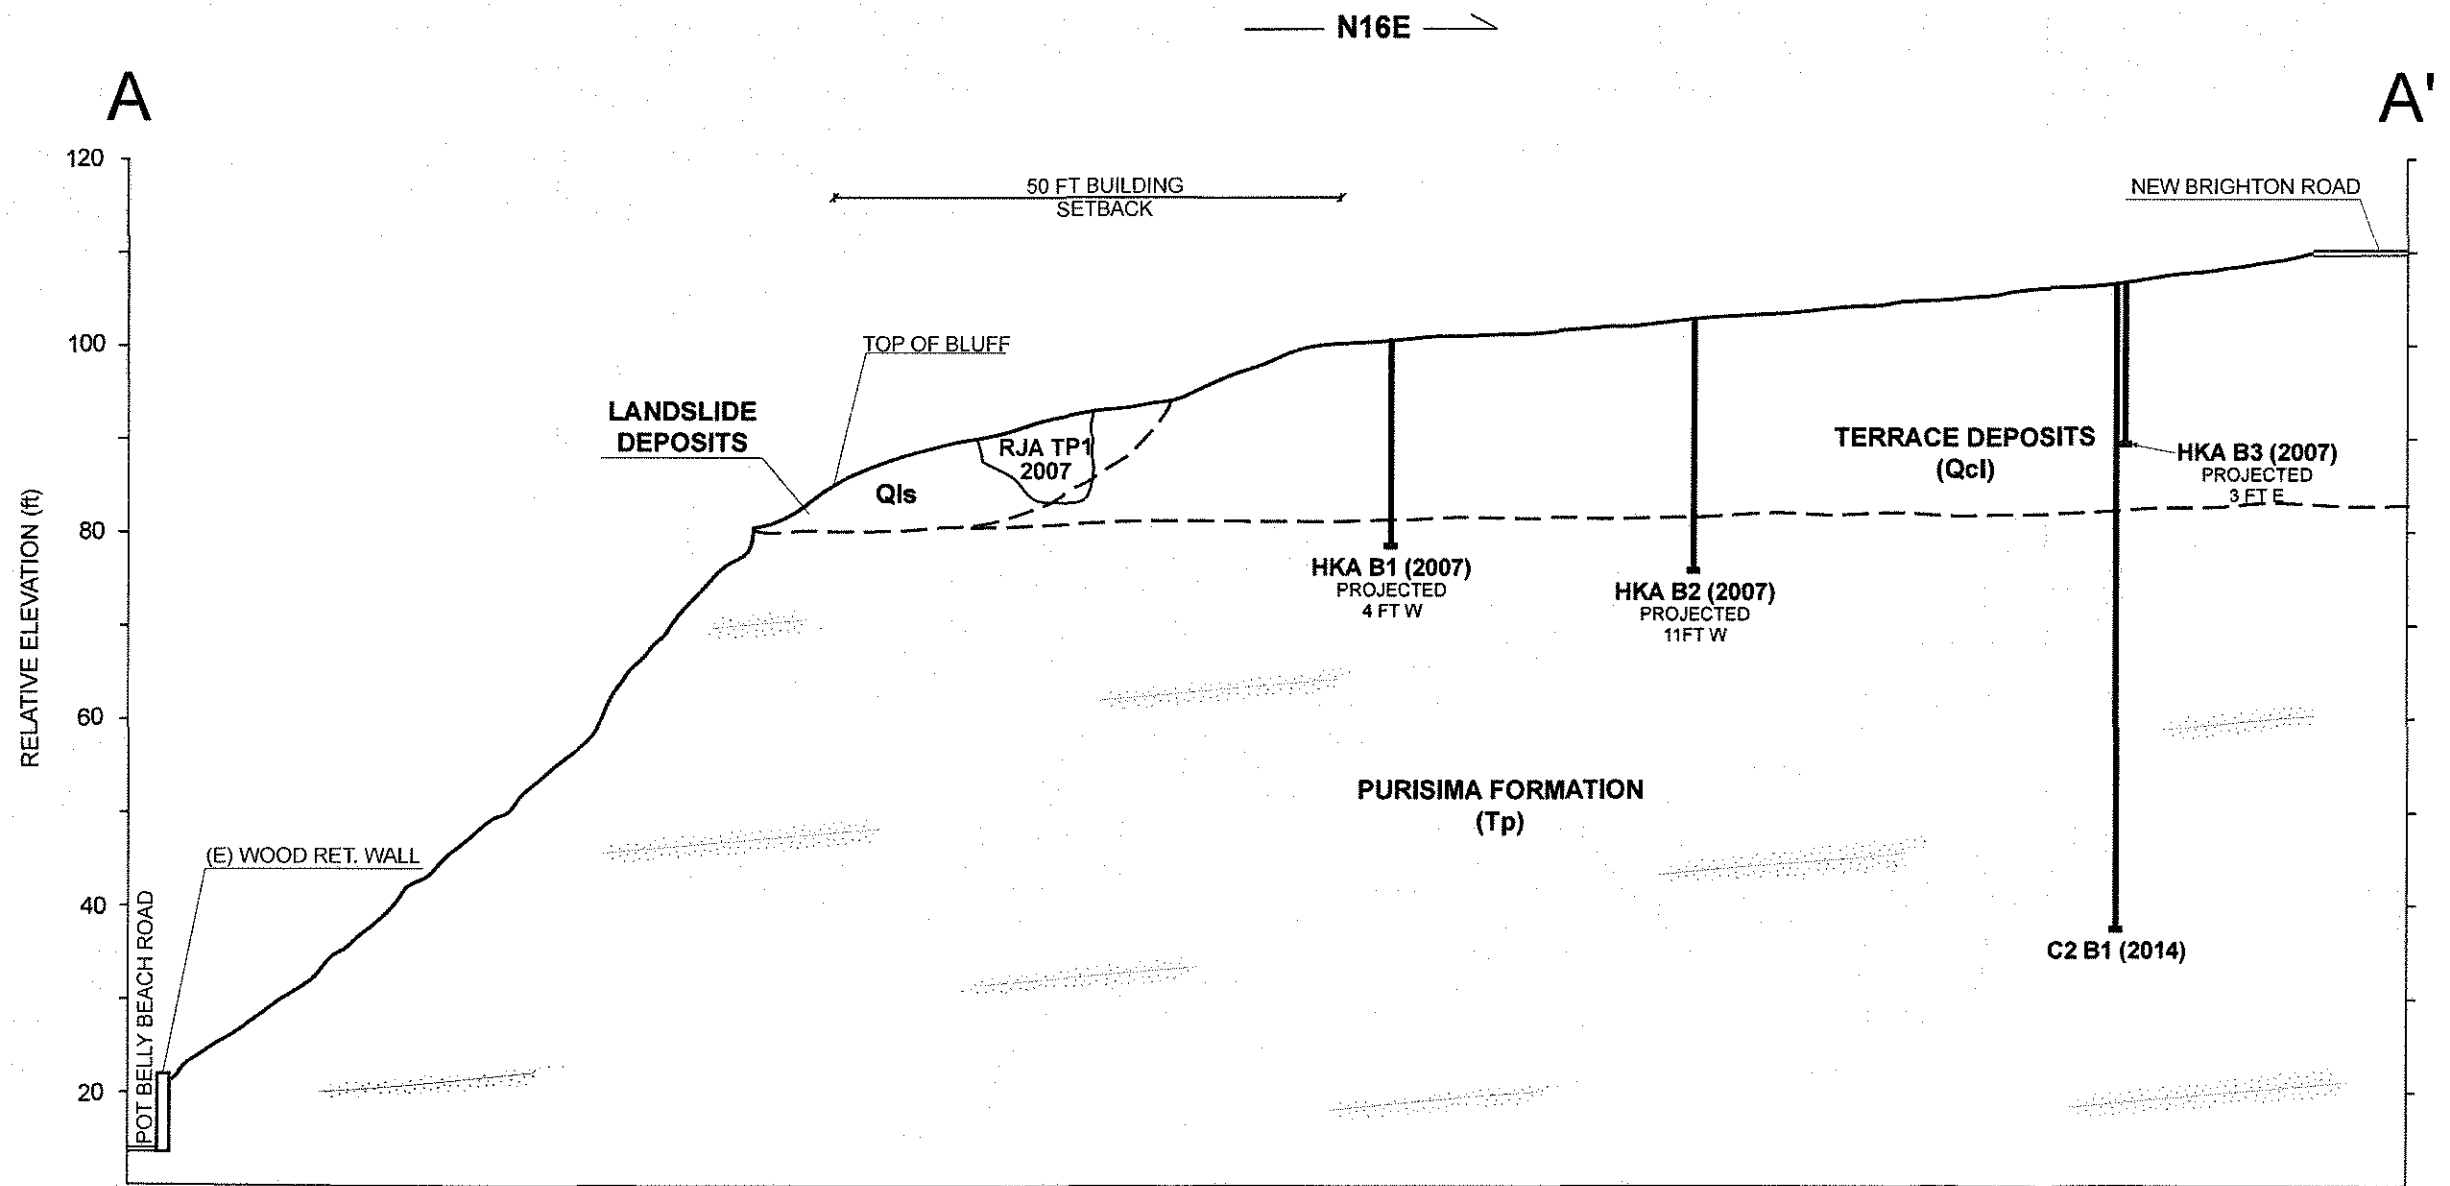 N16E
A
A'
120
100
80
60
40
20
RELATIVE ELEVATION (ft)
50 FT BUILDING
SETBACK
NEW BRIGHTON ROAD
TOP OF BLUFF
LANDSLIDE
DEPOSITS
RJA TP1
2007
Qls
TERRACE DEPOSITS
(Qcl)
HKA B3 (2007)
PROJECTED
3 FT E
HKA B1 (2007)
PROJECTED
4 FT W
HKA B2 (2007)
PROJECTED
11FT W
PURISIMA FORMATION
(Tp)
(E) WOOD RET. WALL
POT BELLY BEACH ROAD
C2 B1 (2014)